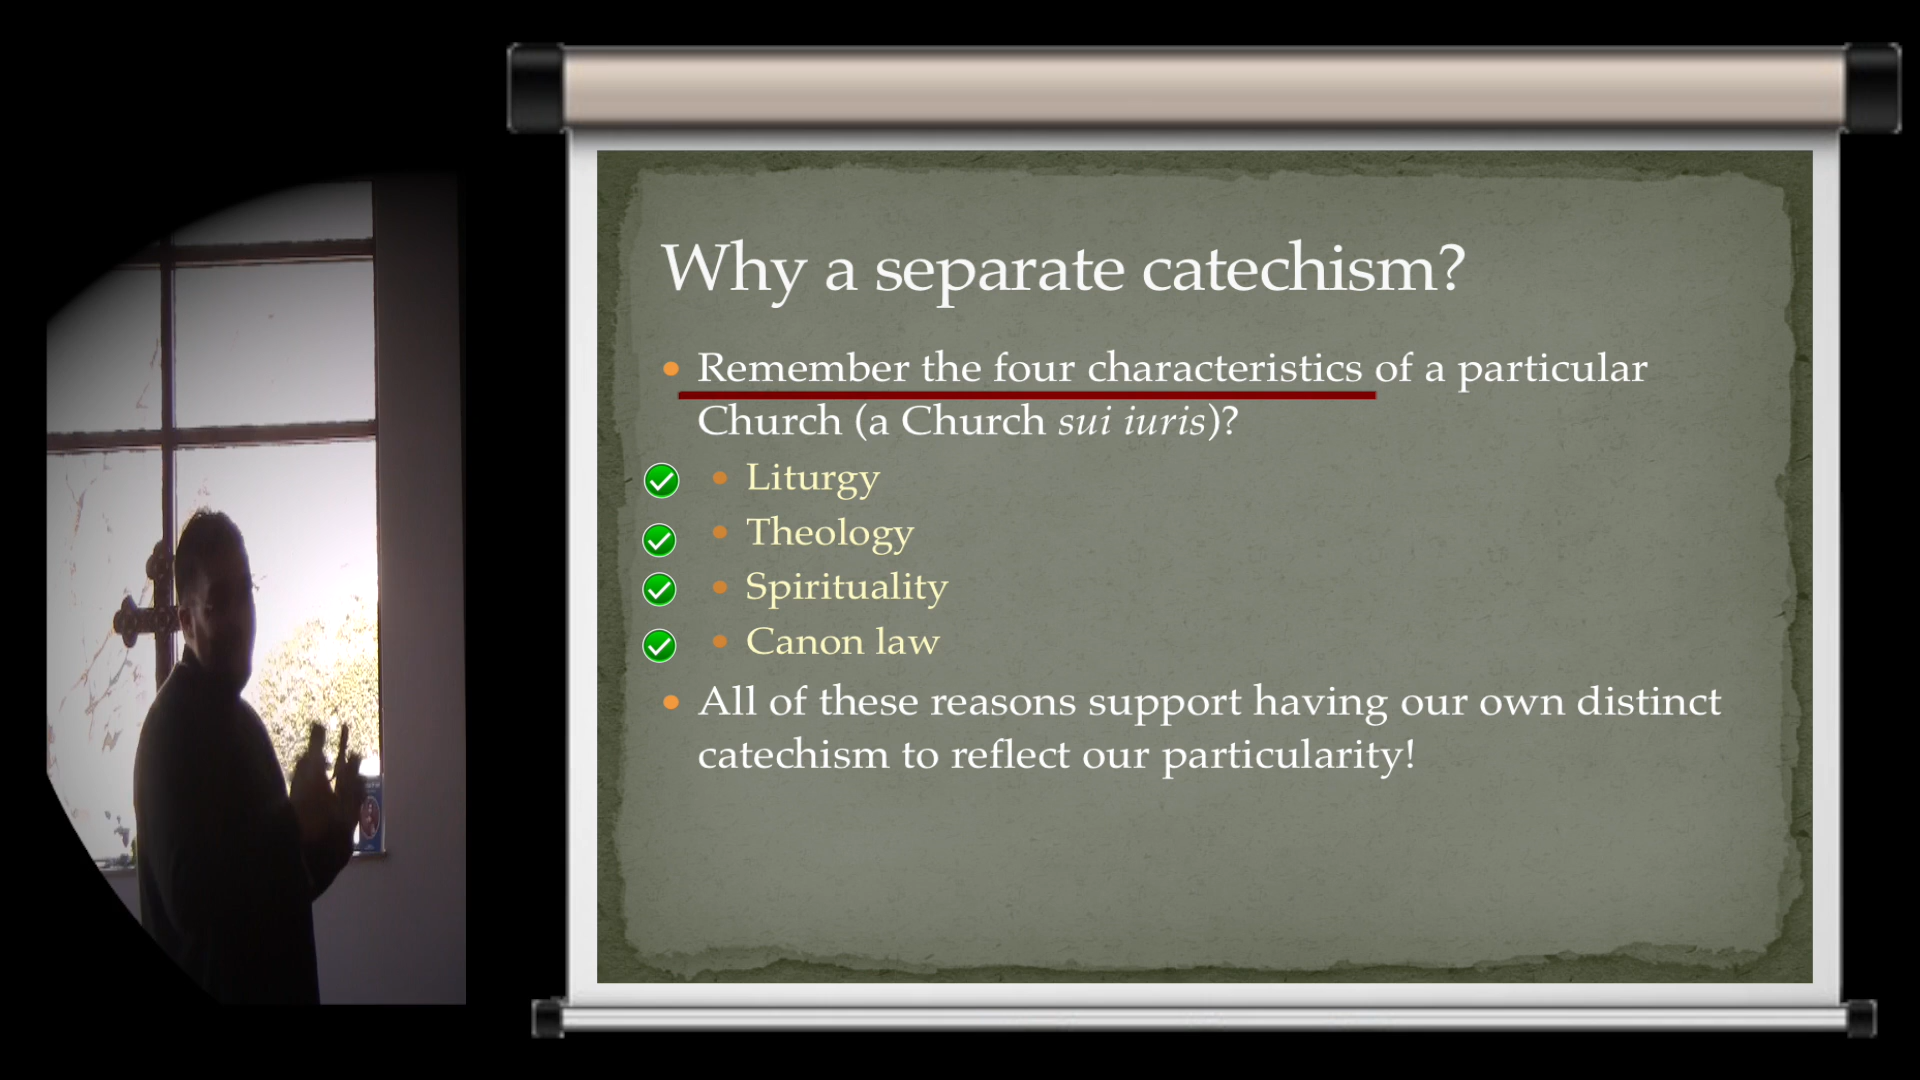 Why a separate catechism?
• Remember the four characteristics of a particular
Church (a Church sui iuris)?
• Liturgy
• Theology
• Spirituality
• Canon law
• All of these reasons support having our own distinct
catechism to reflect our particularity!